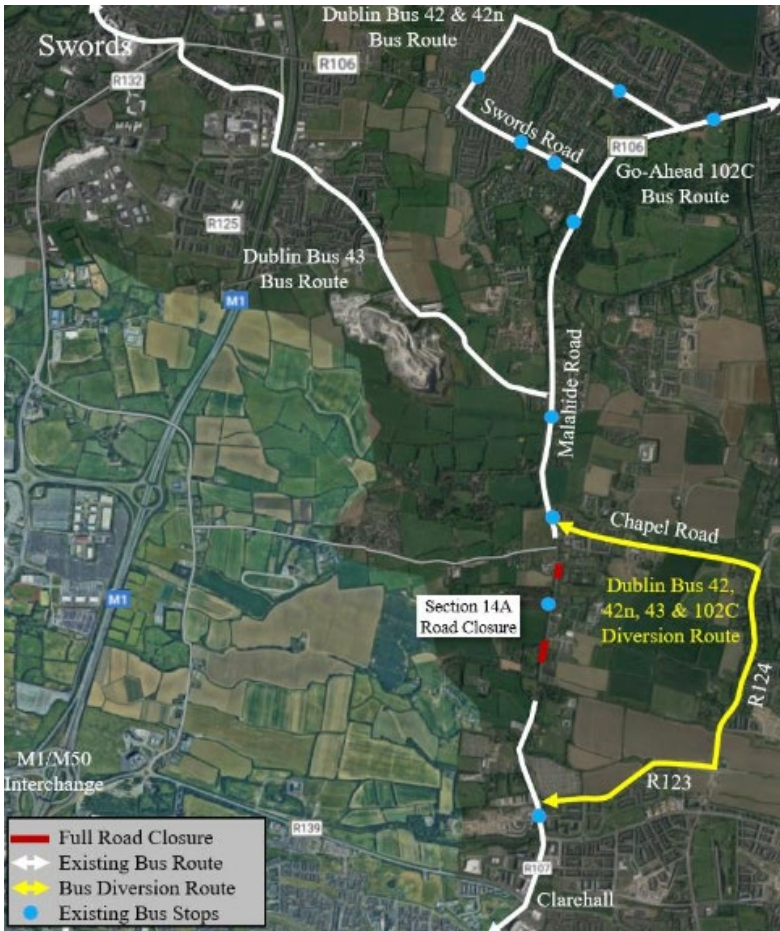 Dublin Bus 42 & 42n
Bus Route
Swords
R106
R132
Swords Road
R106
Go-Ahead 102C
Bus Route
R125
Dublin Bus 43
Bus Route
M1
Malahide Road
Chapel Road
M1
Section 14A
Road Closure
Dublin Bus 42,
42n, 43 & 102C
Diversion Route
R124
M1/M50
Interchange
R123
R139
R107
Clarehall
Full Road Closure
Existing Bus Route
Bus Diversion Route
Existing Bus Stops